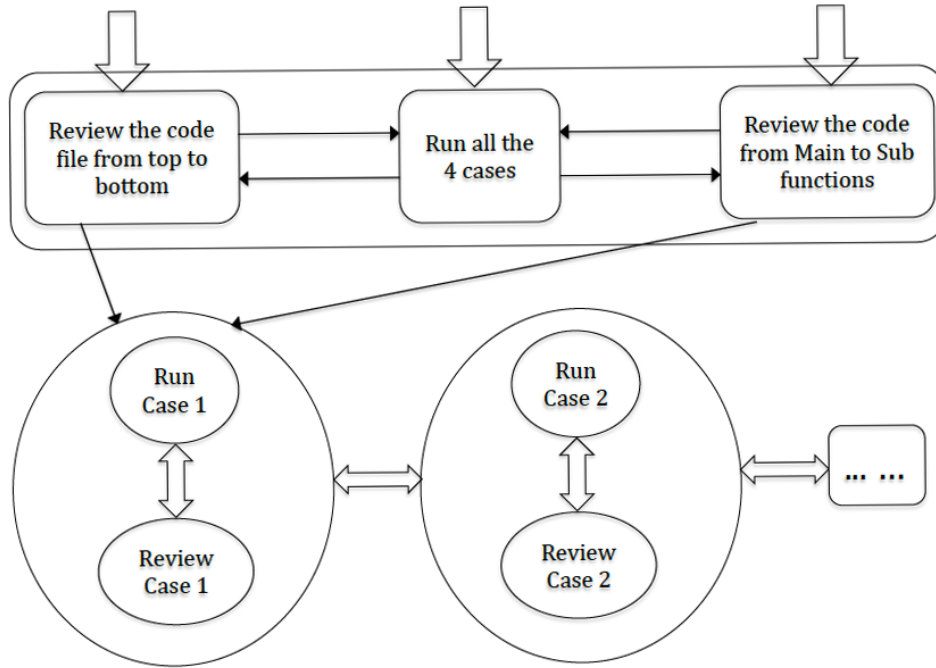 Review the code
file from top to
bottom
Run all the
4 cases
Review the code
from Main to Sub
functions
Run
Case 1
Review
Case 1
Run
Case 2
Review
Case 2
... ...